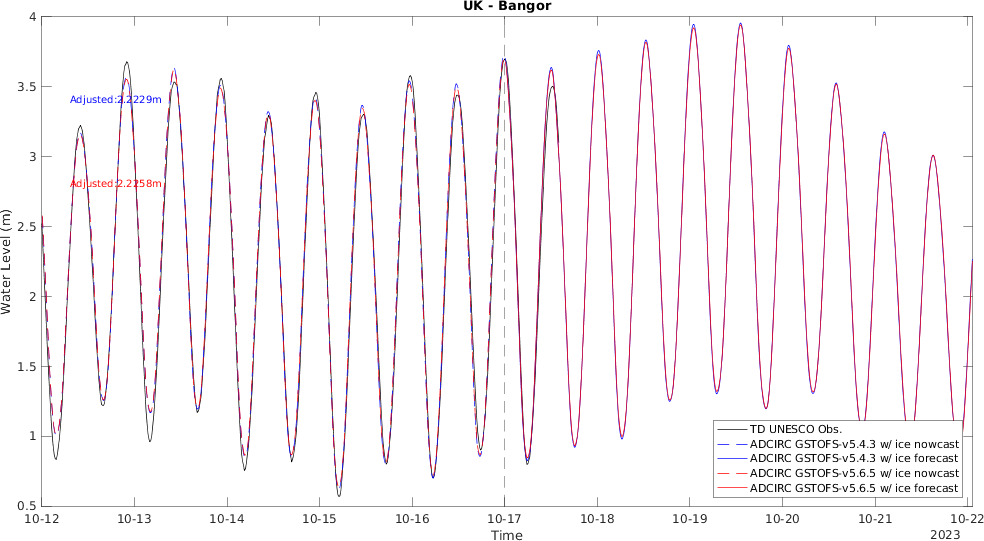 UK - Bangor
4
3.5
3
2.5
2
1.5
1
0.5
Water Level (m)
Adjusted:2.2229m
Adjusted:2.2258m
TD UNESCO Obs.
ADCIRC GSTOFS-v5.4.3 w/ ice nowcast
ADCIRC GSTOFS-v5.4.3 w/ ice forecast
ADCIRC GSTOFS-v5.6.5 w/ ice nowcast
ADCIRC GSTOFS-v5.6.5 w/ ice forecast
10-12 10-13 10-14 10-15 10-16 10-17 10-18 10-19 10-20 10-21 10-22
Time
2023